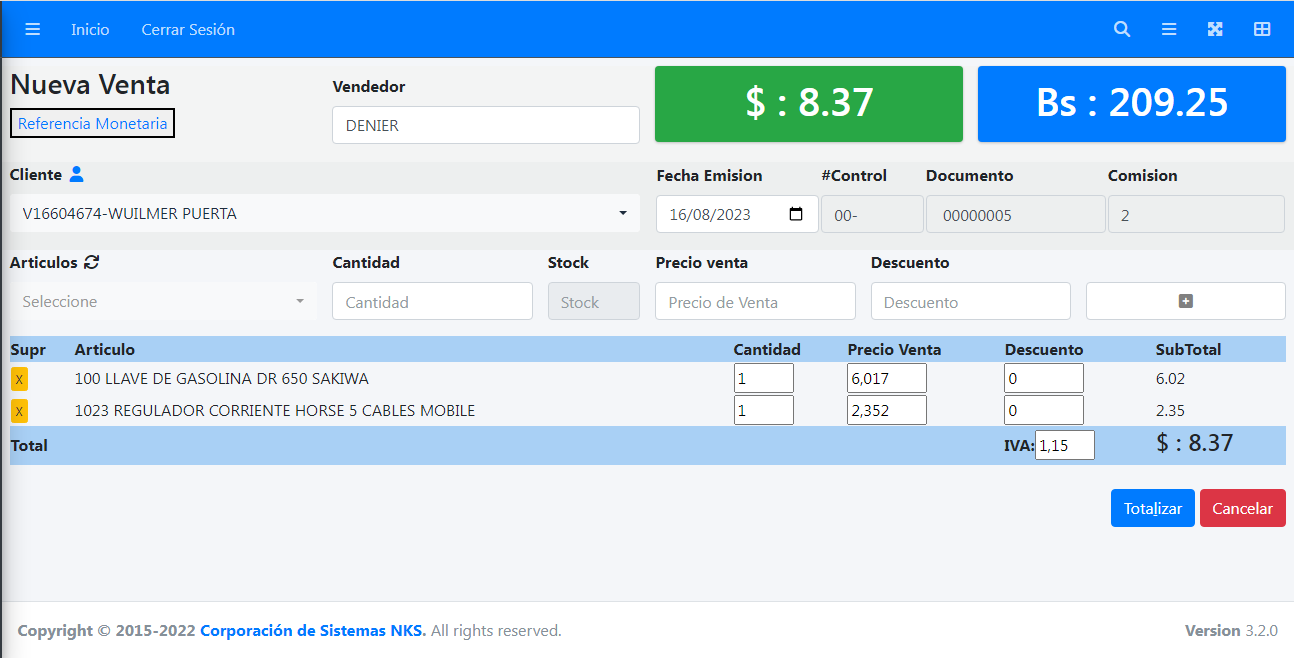 Inicio Cerrar Sesión
Nueva Venta
Referencia Monetaria
Vendedor
DENIER
$ : 8.37
Bs : 209.25
Cliente
V16604674-WUILMER PUERTA
Fecha Emision #Control Documento Comision
16/08/2023 00- 00000005 2
Articulos Cantidad Stock Precio venta Descuento
Seleccione Cantidad Stock Precio de Venta Descuento
Supr Articulo Cantidad Precio Venta Descuento SubTotal
X 100 LLAVE DE GASOLINA DR 650 SAKIWA 1 6,017 0 6.02
X 1023 REGULADOR CORRIENTE HORSE 5 CABLES MOBILE 1 2,352 0 2.35
Total IVA: 1,15 $ : 8.37
Totalizar Cancelar
Copyright © 2015-2022 Corporación de Sistemas NKS. All rights reserved. Version 3.2.0